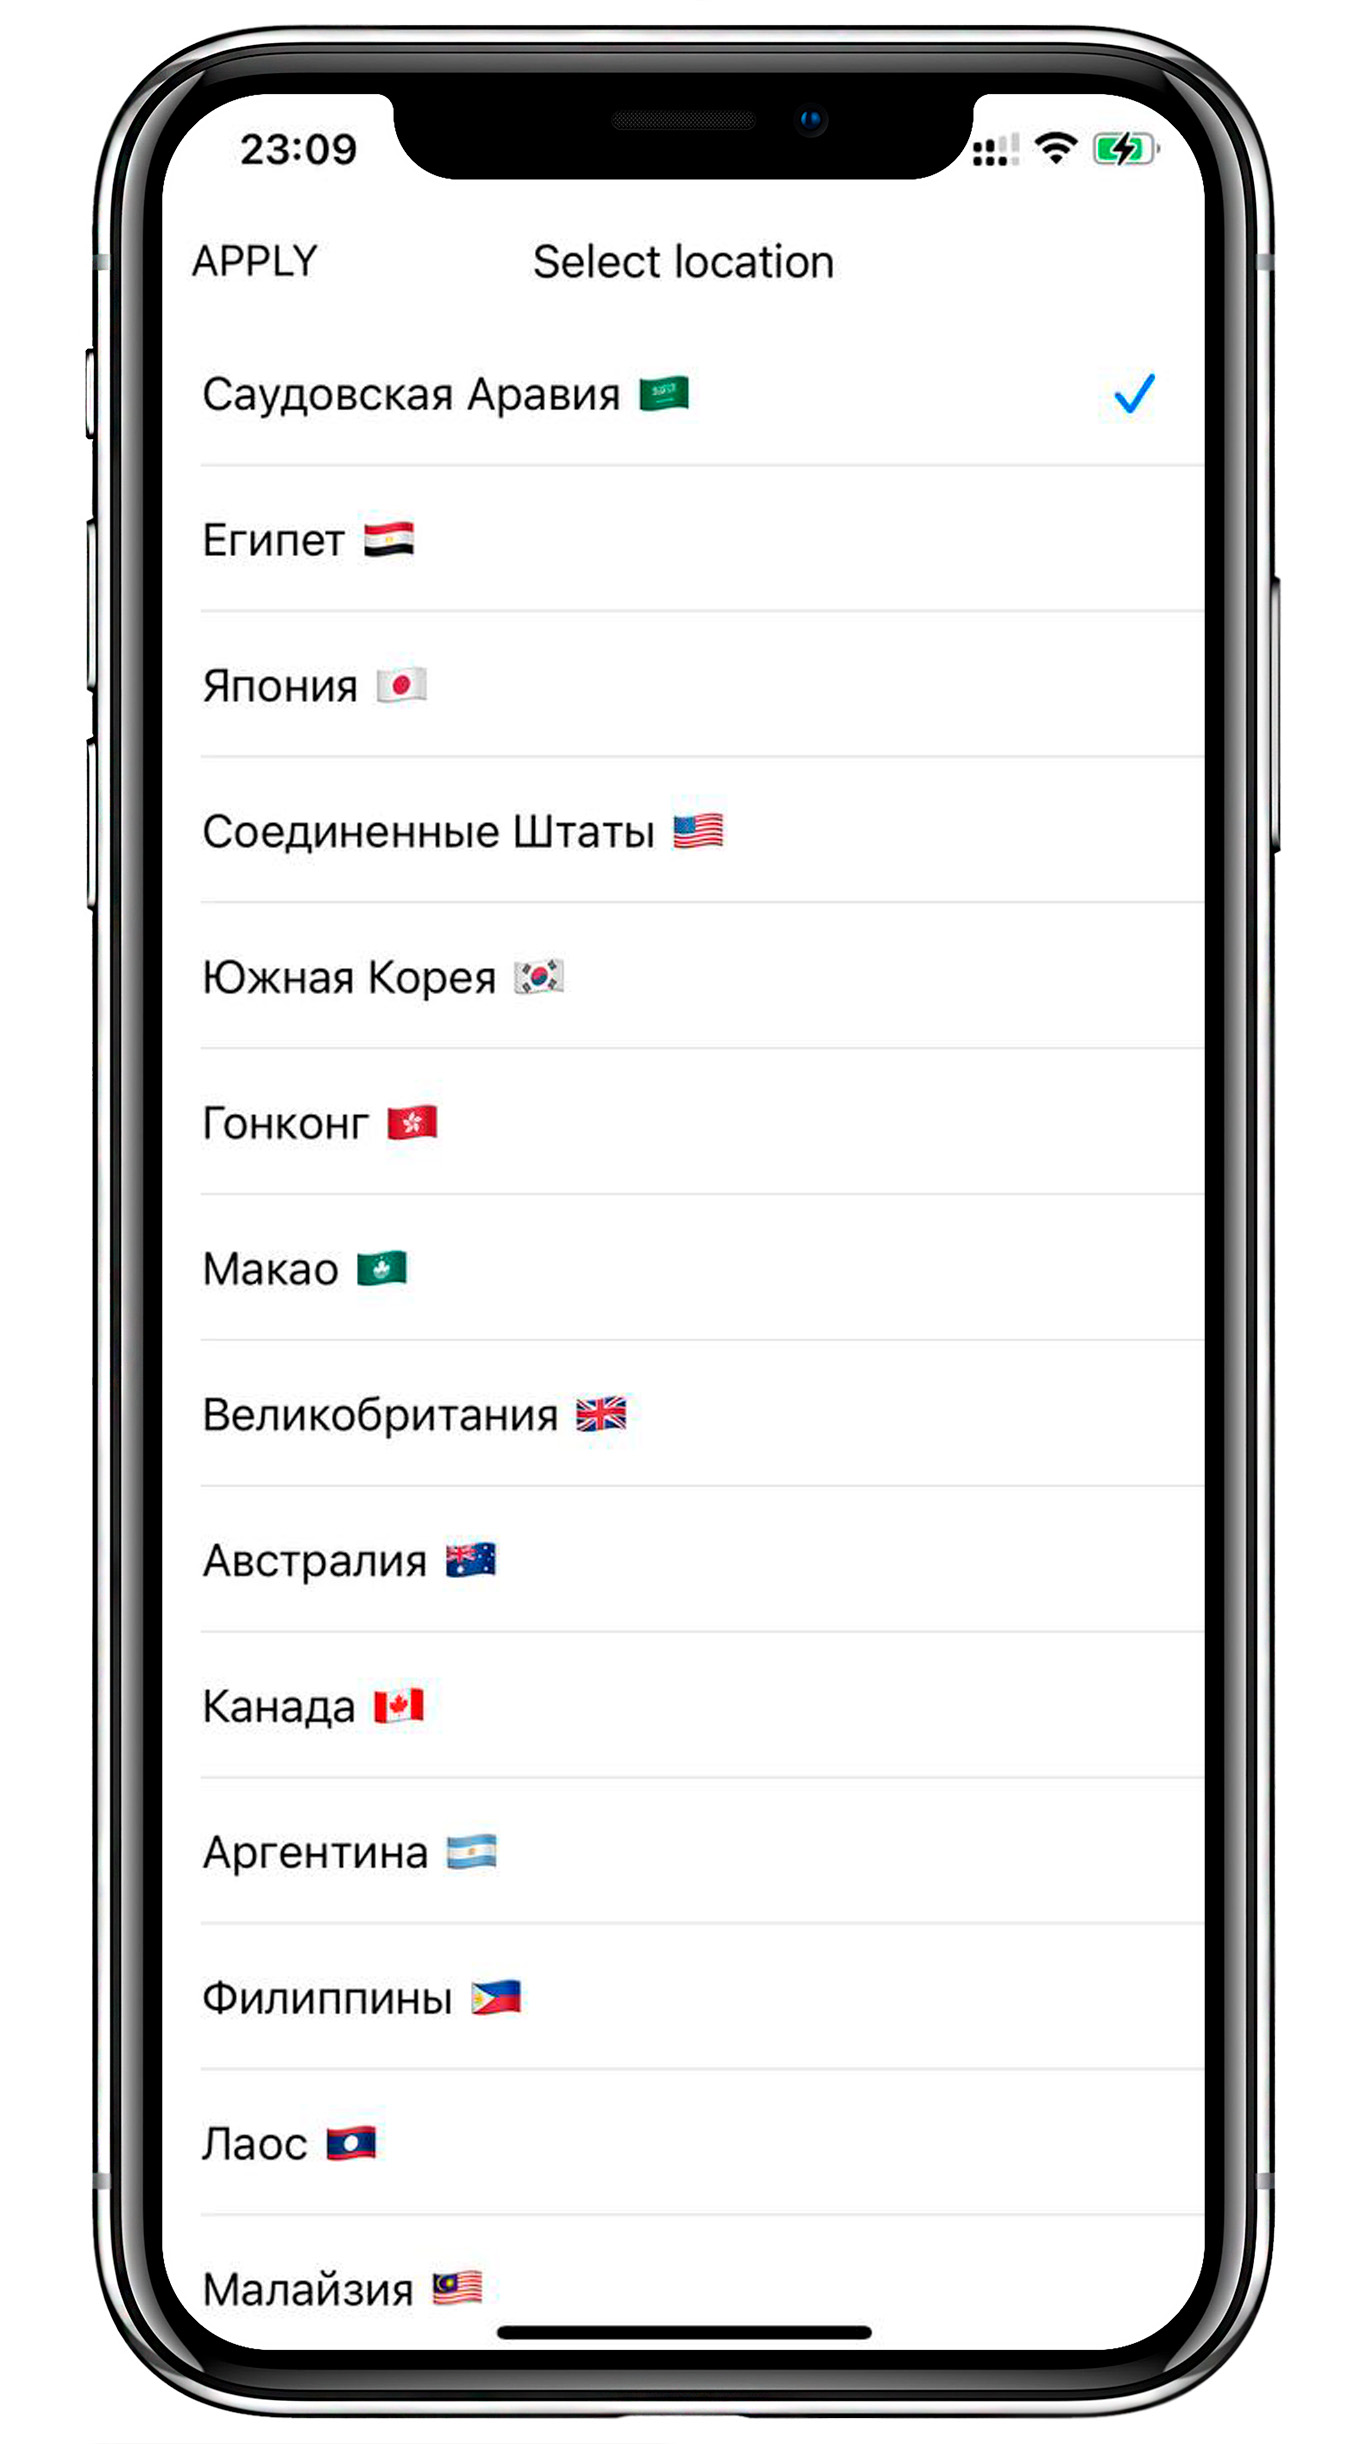 23:09
APPLY Select location
Саудовская Аравия 🇸🇦
Египет 🇪🇬
Япония 🇯🇵
Соединенные Штаты 🇺🇸
Южная Корея 🇰🇷
Гонконг 🇭🇰
Макао 🇲🇴
Великобритания 🇬🇧
Австралия 🇦🇺
Канада 🇨🇦
Аргентина 🇦🇷
Филиппины 🇵🇭
Лаос 🇱🇦
Малайзия 🇲🇾